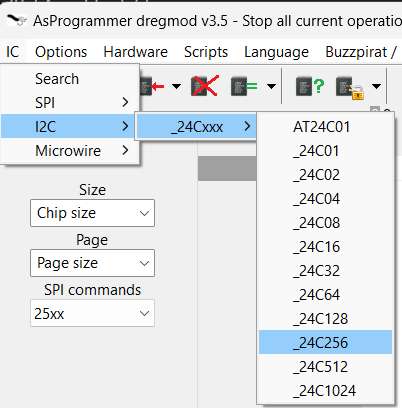 AsProgrammer dregmod v3.5 - Stop all current operatio
IC Options Hardware Scripts Language Buzzpirat /
Search
SPI
I2C
Microwire
_24Cxxx
AT24C01
_24C01
_24C02
_24C04
_24C08
_24C16
_24C32
_24C64
_24C128
_24C256
_24C512
_24C1024
Size
Chip size
Page
Page size
SPI commands
25xx